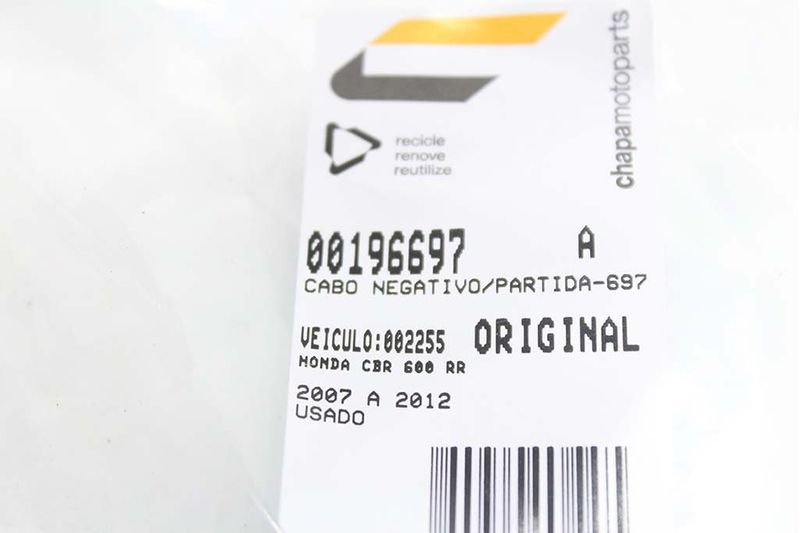 chapamotoparts
recicle
renove
reutilize
00196697 A
CABO NEGATIVO/PARTIDA-697
VEICULO:002255 ORIGINAL
HONDA CBR 600 RR
2007 A 2012
USADO